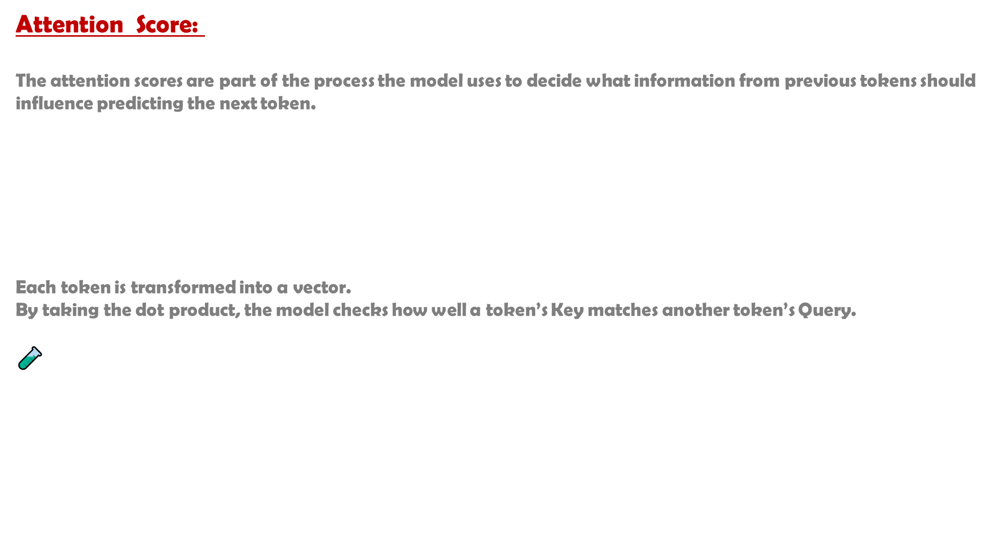 Attention Score:
The attention scores are part of the process the model uses to decide what information from previous tokens should
influence predicting the next token.
Each token is transformed into a vector.
By taking the dot product, the model checks how well a token’s Key matches another token’s Query.